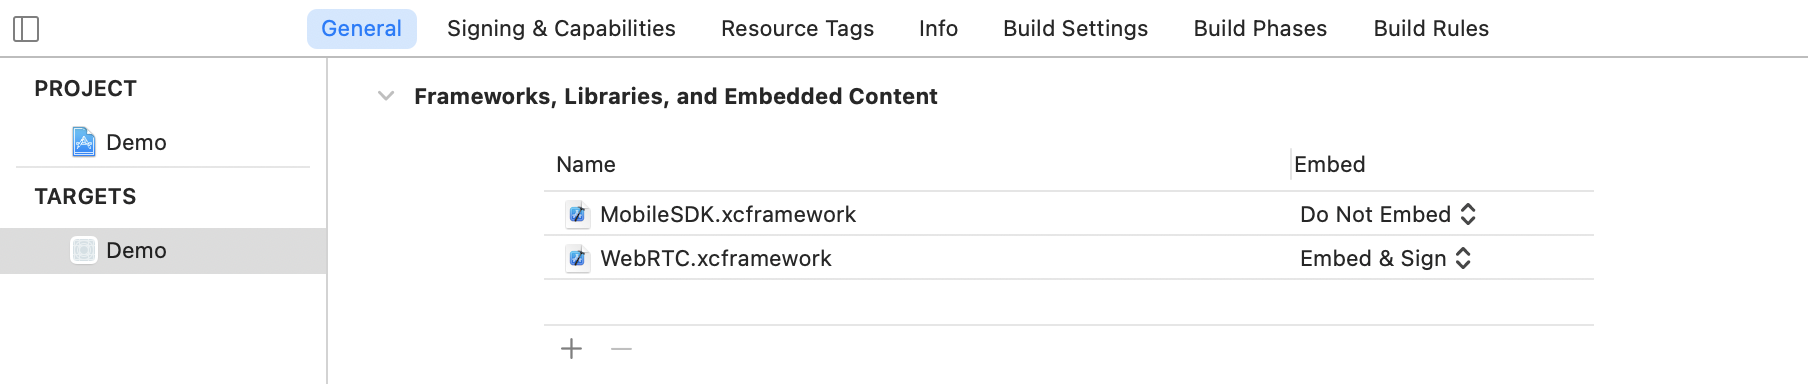 General Signing & Capabilities Resource Tags Info Build Settings Build Phases Build Rules
PROJECT
Demo
TARGETS
Demo
Frameworks, Libraries, and Embedded Content
Name Embed
MobileSDK.xcframework Do Not Embed
WebRTC.xcframework Embed & Sign